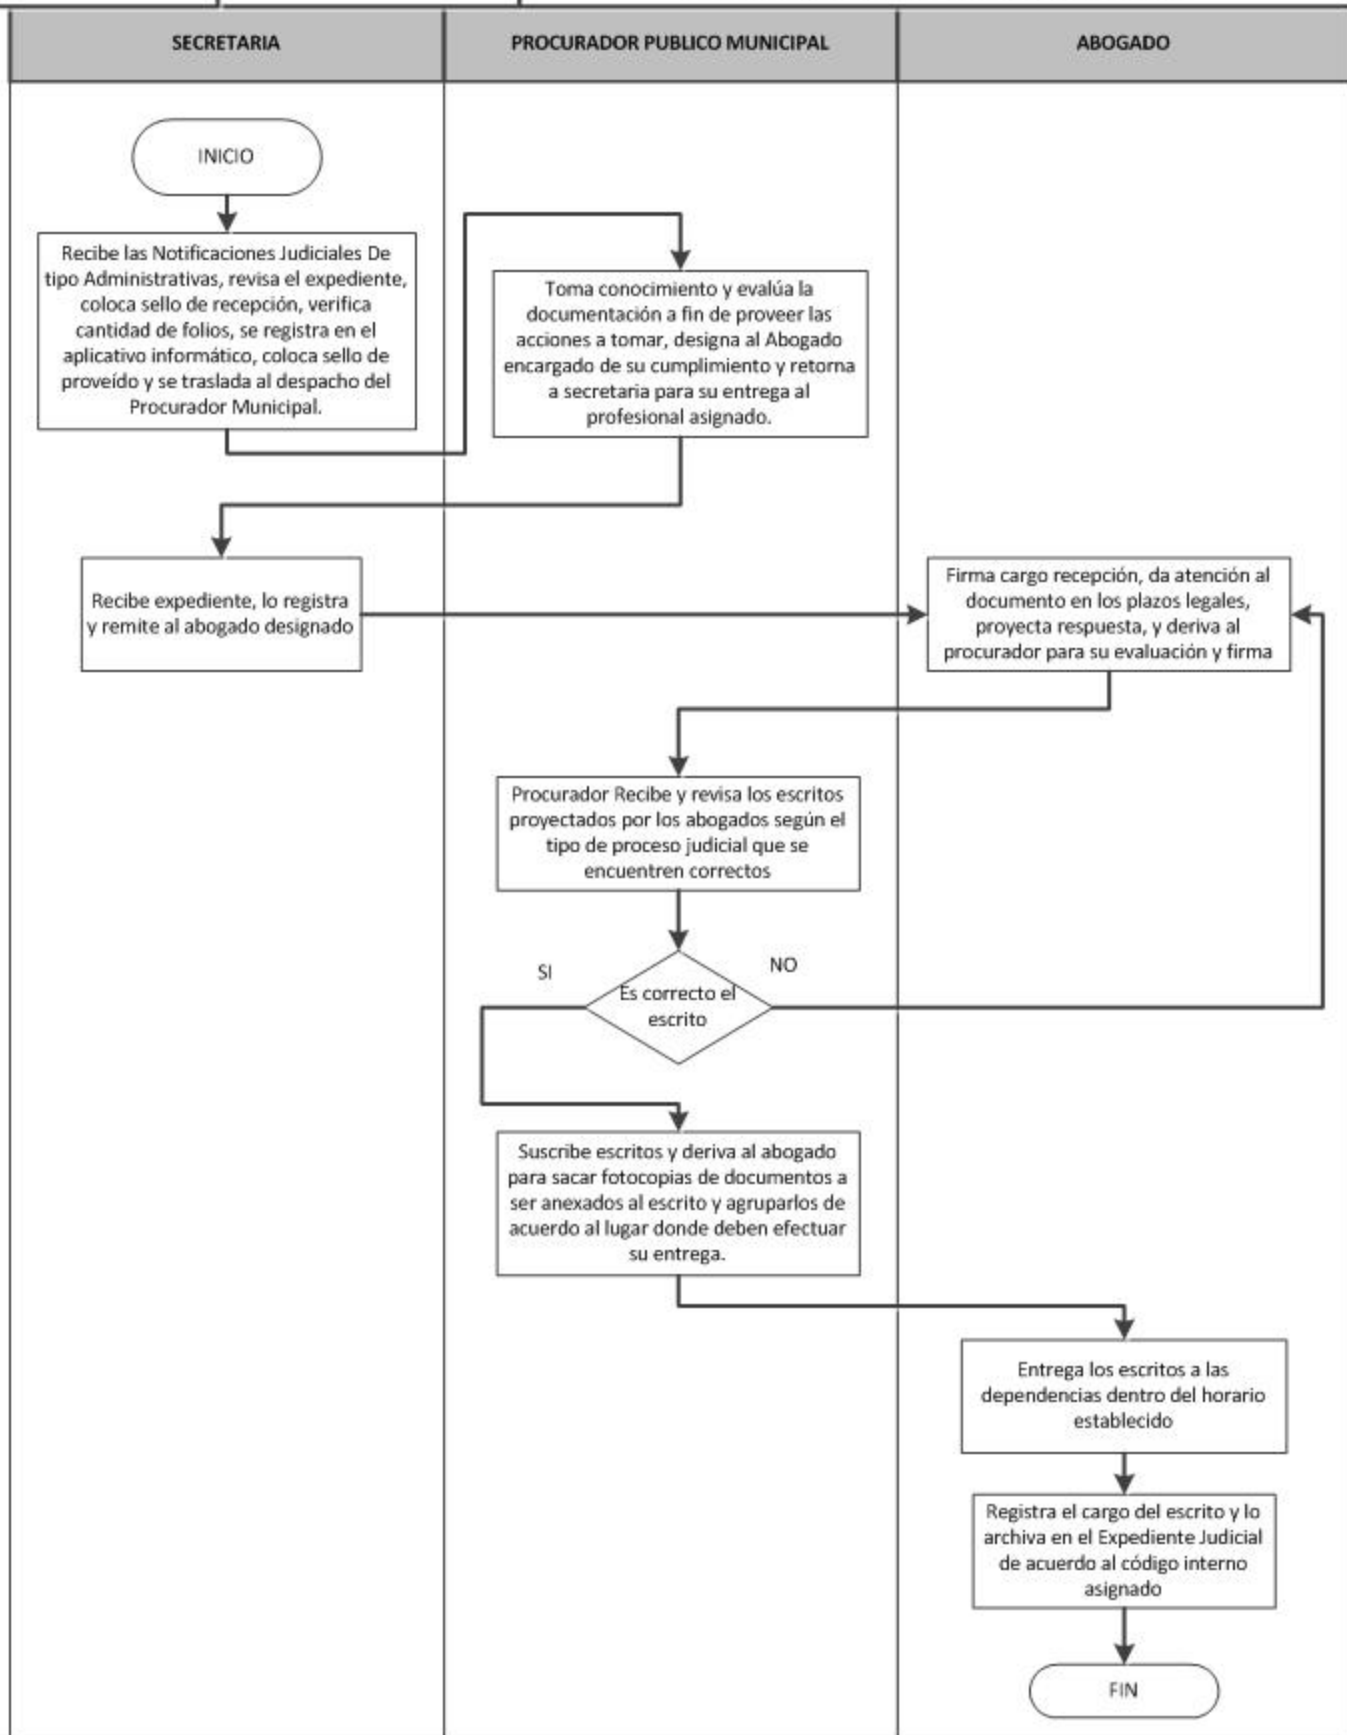 SECRETARIA
PROCURADOR PUBLICO MUNICIPAL
ABOGADO
INICIO
Recibe las Notificaciones Judiciales De
tipo Administrativas, revisa el expediente,
coloca sello de recepción, verifica
cantidad de folios, se registra en el
aplicativo informático, coloca sello de
proveído y se traslada al despacho del
Procurador Municipal.
Toma conocimiento y evalúa la
documentación a fin de proveer las
acciones a tomar, designa al Abogado
encargado de su cumplimiento y retorna
a secretaria para su entrega al
profesional asignado.
Recibe expediente, lo registra
y remite al abogado designado
Firma cargo recepción, da atención al
documento en los plazos legales,
proyecta respuesta, y deriva al
procurador para su evaluación y firma
Procurador Recibe y revisa los escritos
proyectados por los abogados según el
tipo de proceso judicial que se
encuentren correctos
SI
NO
Es correcto el
escrito
Suscribe escritos y deriva al abogado
para sacar fotocopias de documentos a
ser anexados al escrito y agruparlos de
acuerdo al lugar donde deben efectuar
su entrega.
Entrega los escritos a las
dependencias dentro del horario
establecido
Registra el cargo del escrito y lo
archiva en el Expediente Judicial
de acuerdo al código interno
asignado
FIN